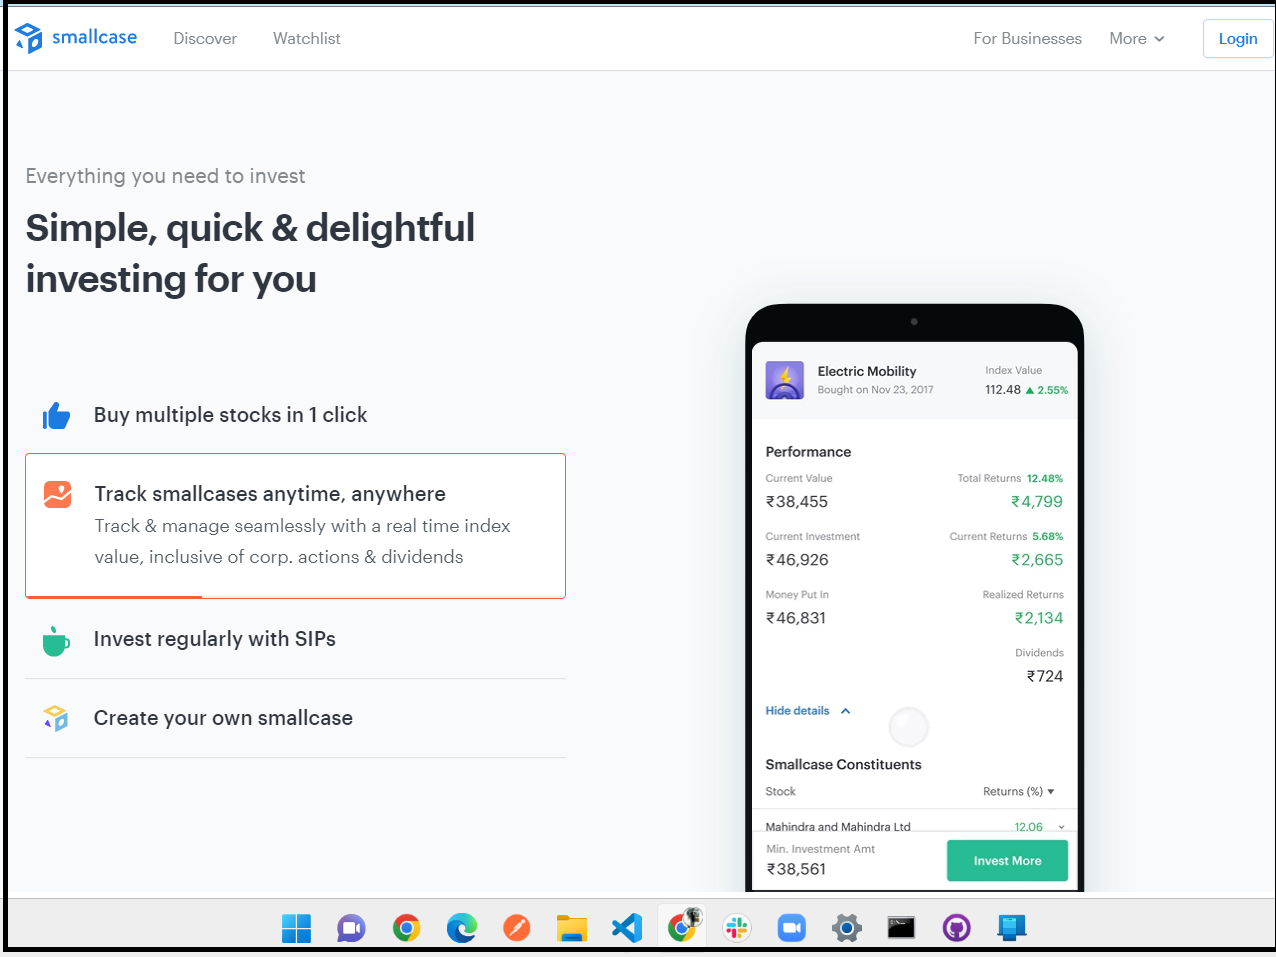 smallcase
Discover
Watchlist
For Businesses
More
Login
Everything you need to invest
Simple, quick & delightful
investing for you
Buy multiple stocks in 1 click
Track smallcases anytime, anywhere
Track & manage seamlessly with a real time index
value, inclusive of corp. actions & dividends
Invest regularly with SIPs
Create your own smallcase
Electric Mobility
Bought on Nov 23, 2017
Index Value
112.48 ▲ 2.55%
Performance
Current Value
₹38,455
Total Returns 12.48%
₹4,799
Current Investment
₹46,926
Current Returns 5.68%
₹2,665
Money Put In
₹46,831
Realized Returns
₹2,134
Dividends
₹724
Hide details
Smallcase Constituents
Stock
Returns (%) ▼
Mahindra and Mahindra Ltd
12.06
Min. Investment Amt
₹38,561
Invest More